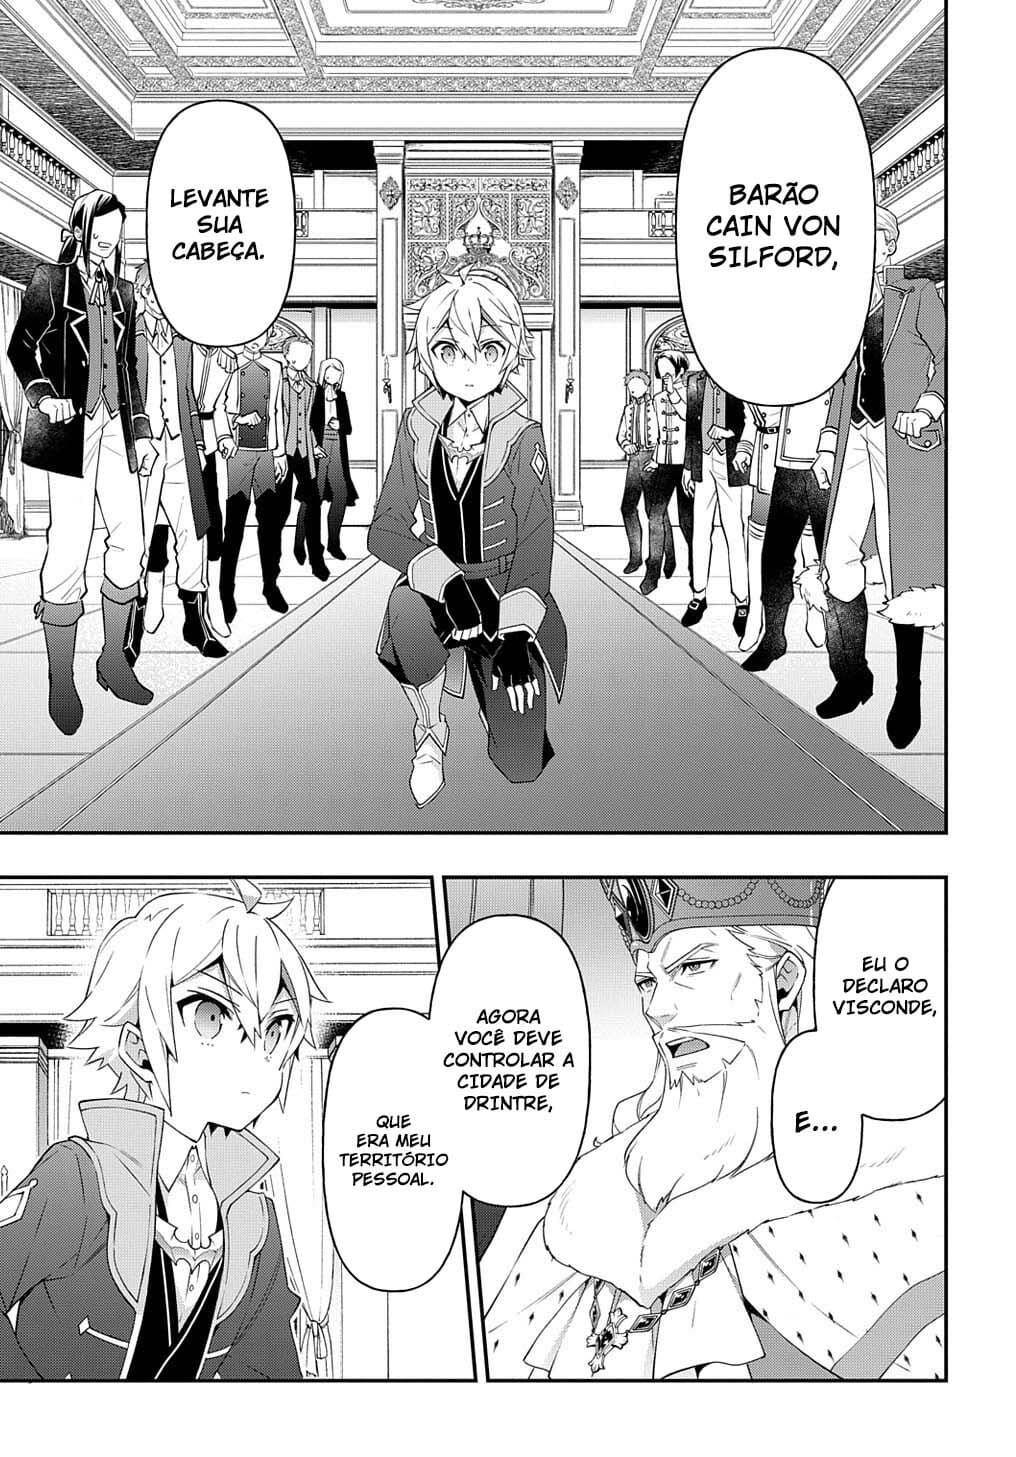 BARÃO
CAIN VON
SILFORD,
LEVANTE
SUA
CABEÇA.
EU O
DECLARO
VISCONDE,
E...
AGORA
VOCÊ DEVE
CONTROLAR A
CIDADE DE
DRINTRE,
QUE
ERA MEU
TERRITÓRIO
PESSOAL.